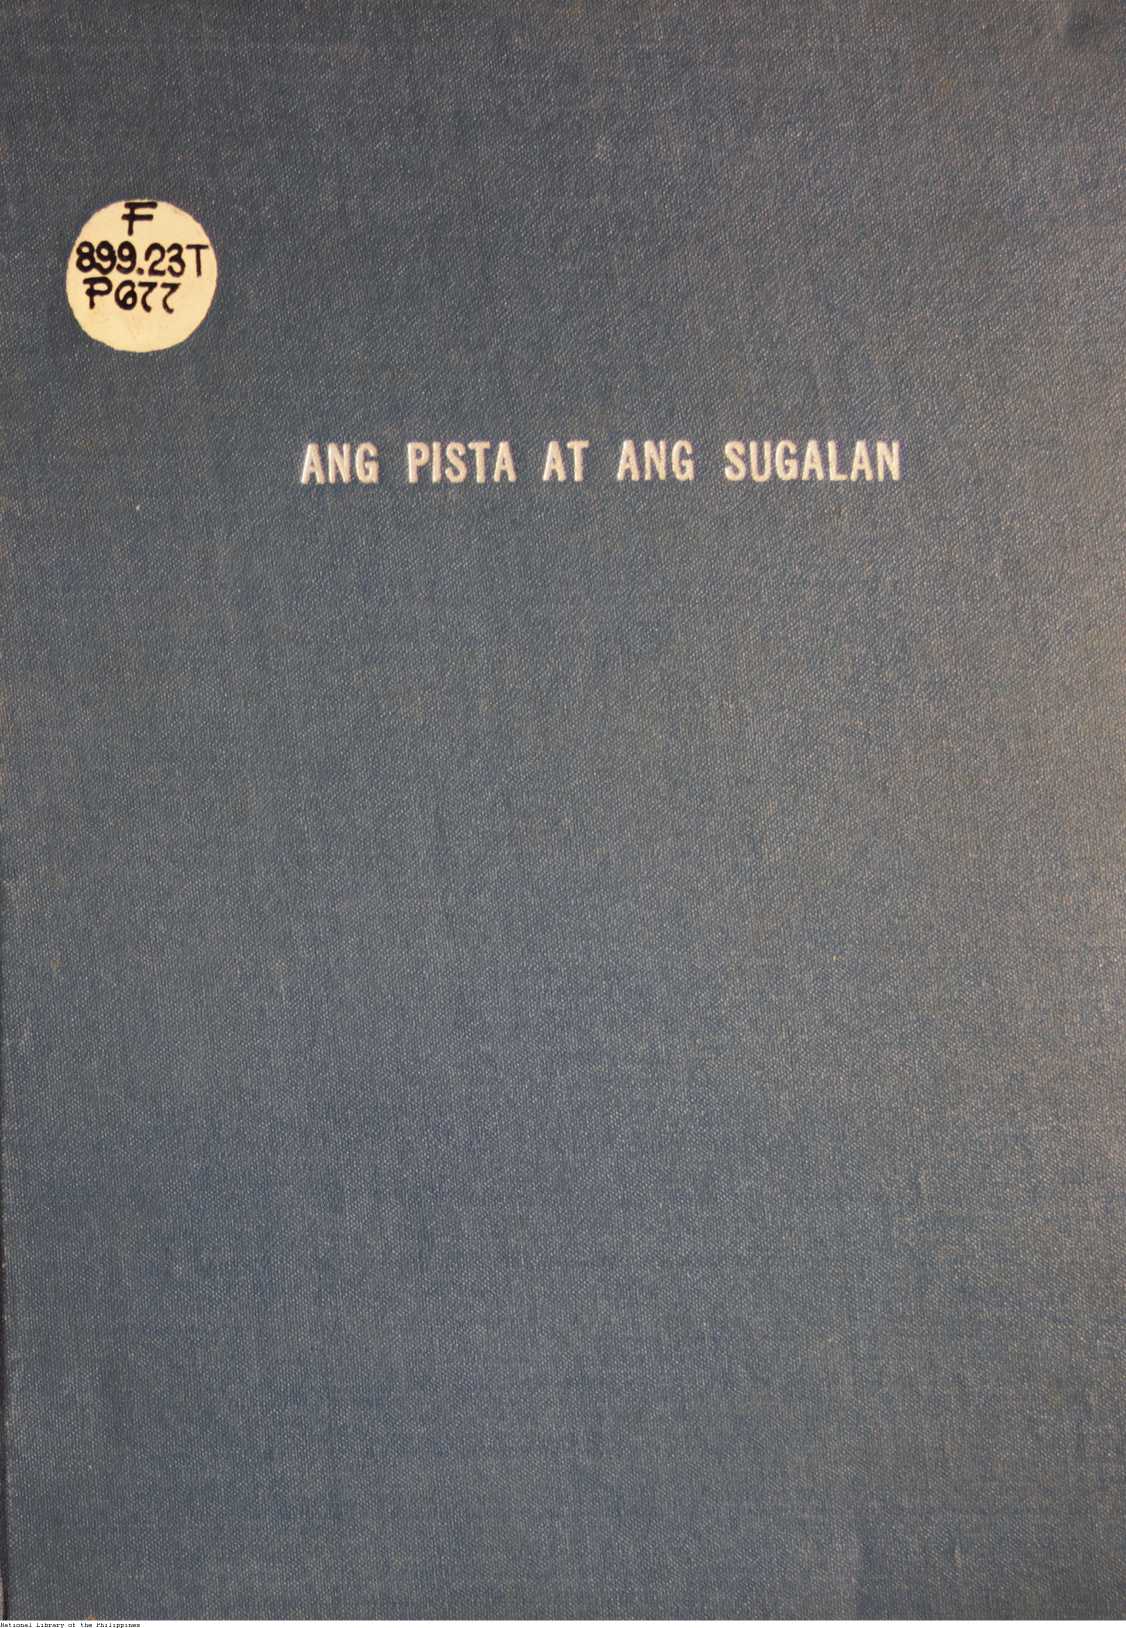 F
899.23T
P677
ANG PISTA AT ANG SUGALAN
National Library of the Philippines